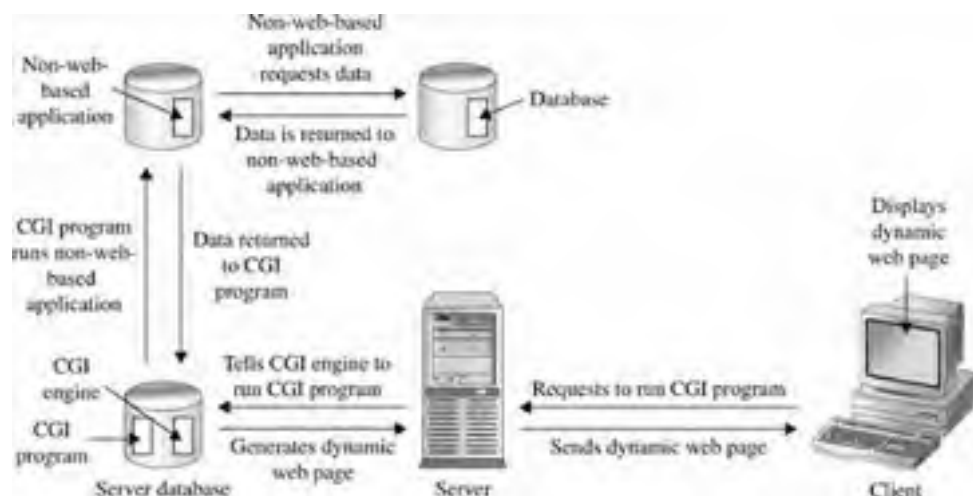 Non-web-based
application
requests data
Non-web-
based
application
Database
Data is returned to
non-web-based
application
CGI program
runs non-web-
based
application
Data returned
to CGI
program
Displays
dynamic
web page
CGI
engine
CGI
program
Tells CGI engine to
run CGI program
Generates dynamic
web page
Requests to run CGI program
Sends dynamic web page
Server database
Server
Client